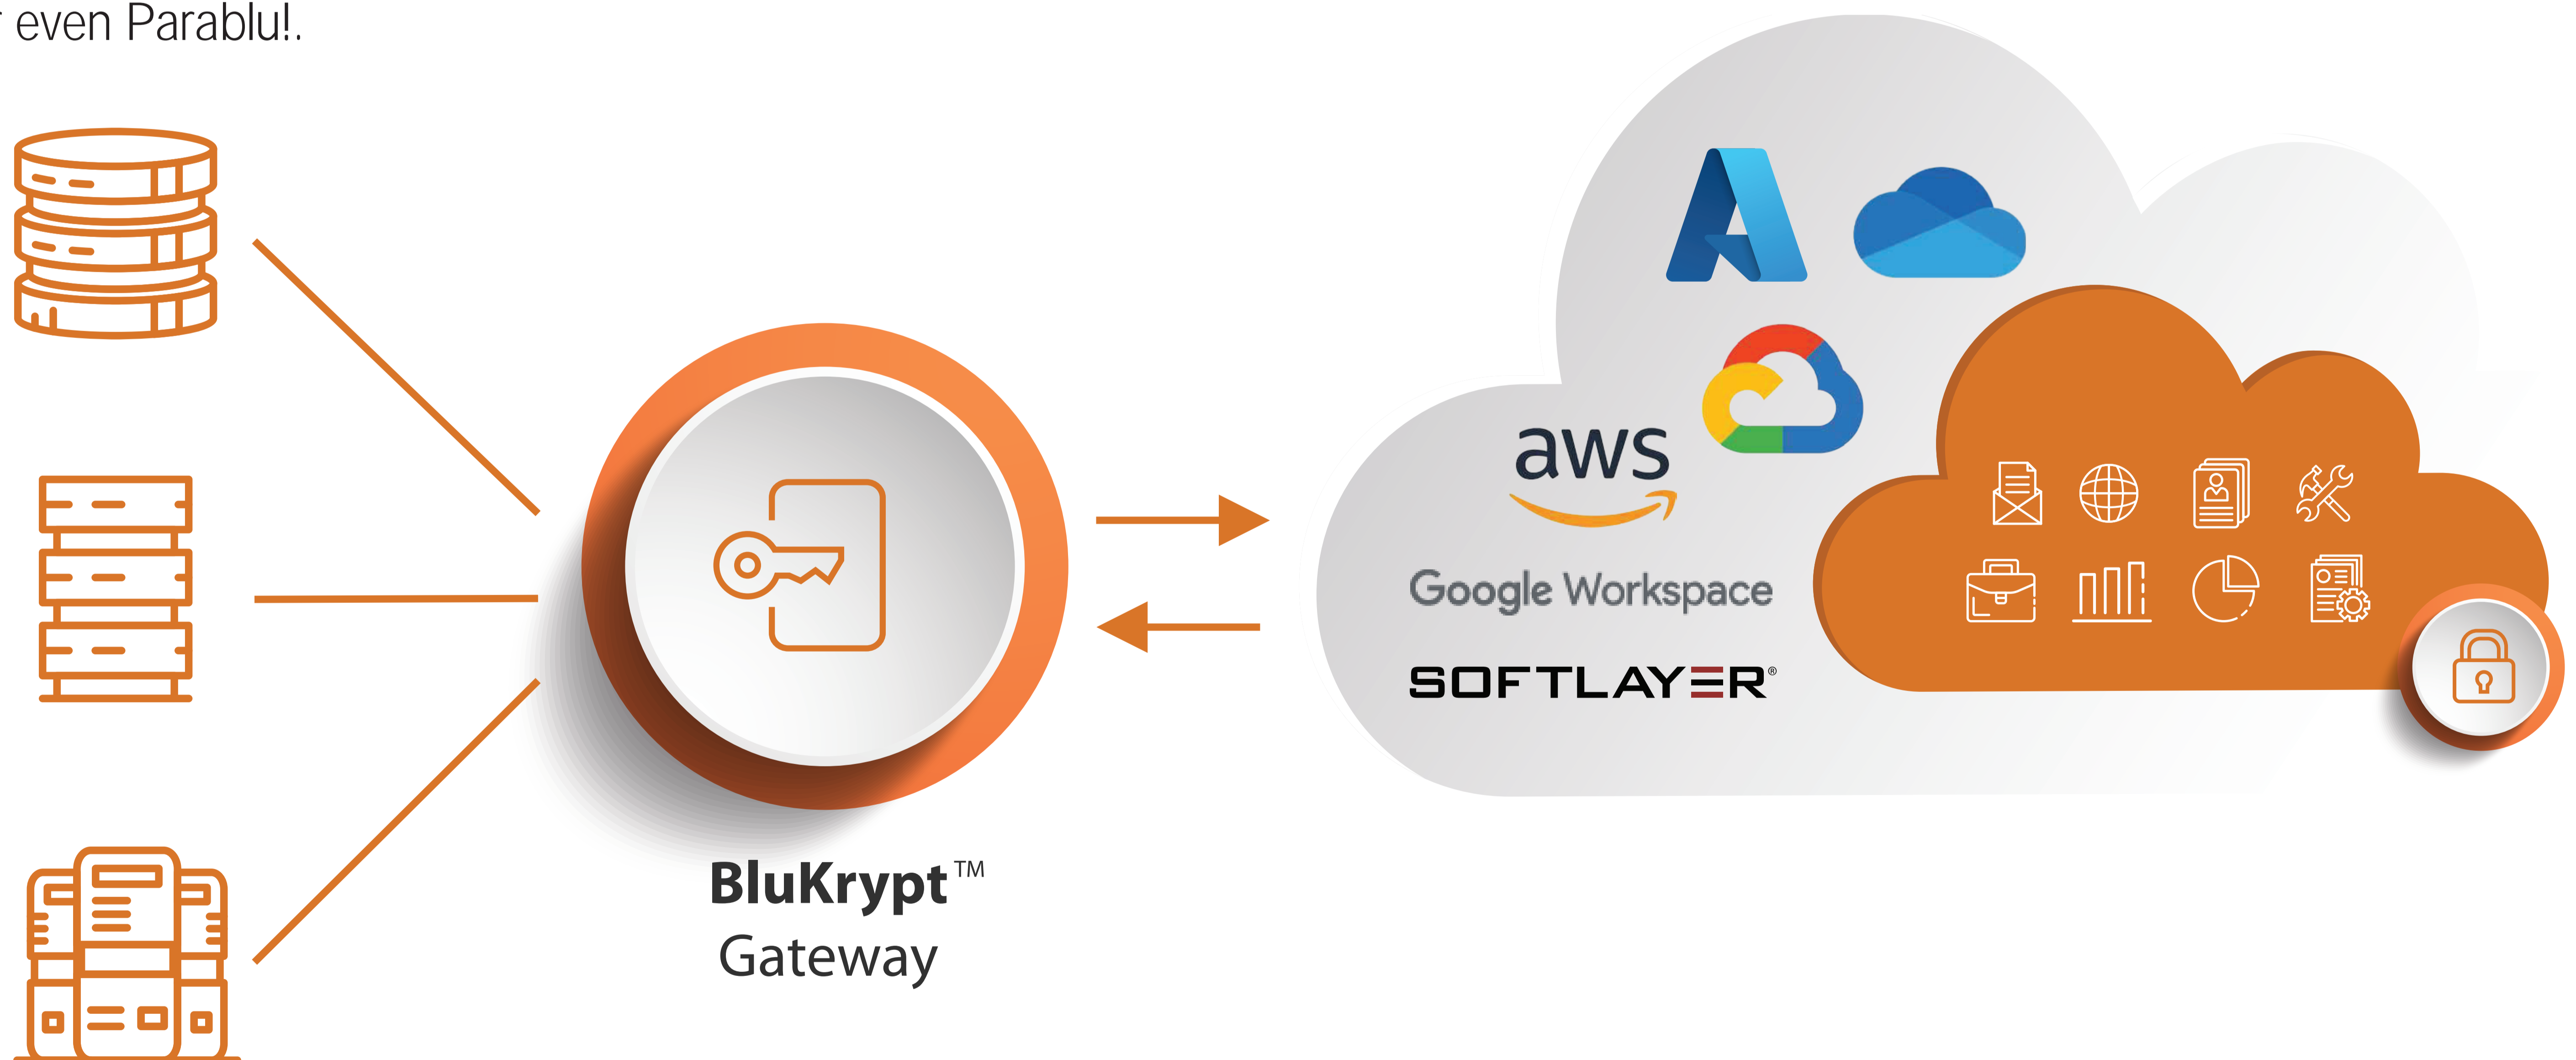 even Parablu!.
aws
Google Workspace
SOFTLAYER®
BluKrypt™
Gateway